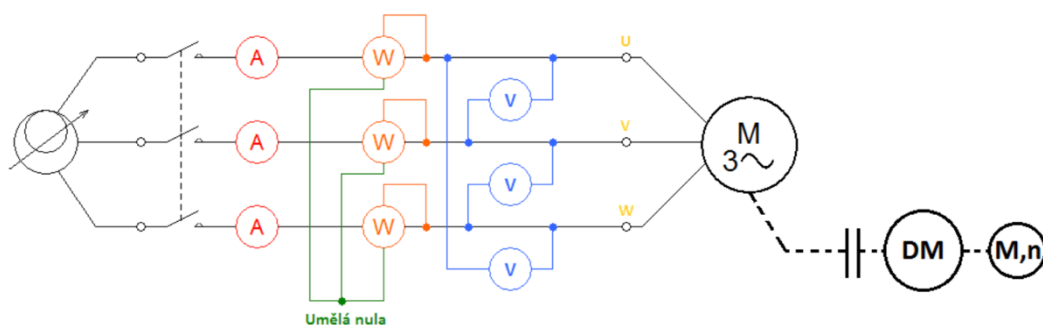 A W U
V
A W V M
3
V
A W W
V
DM M,n
Umělá nula